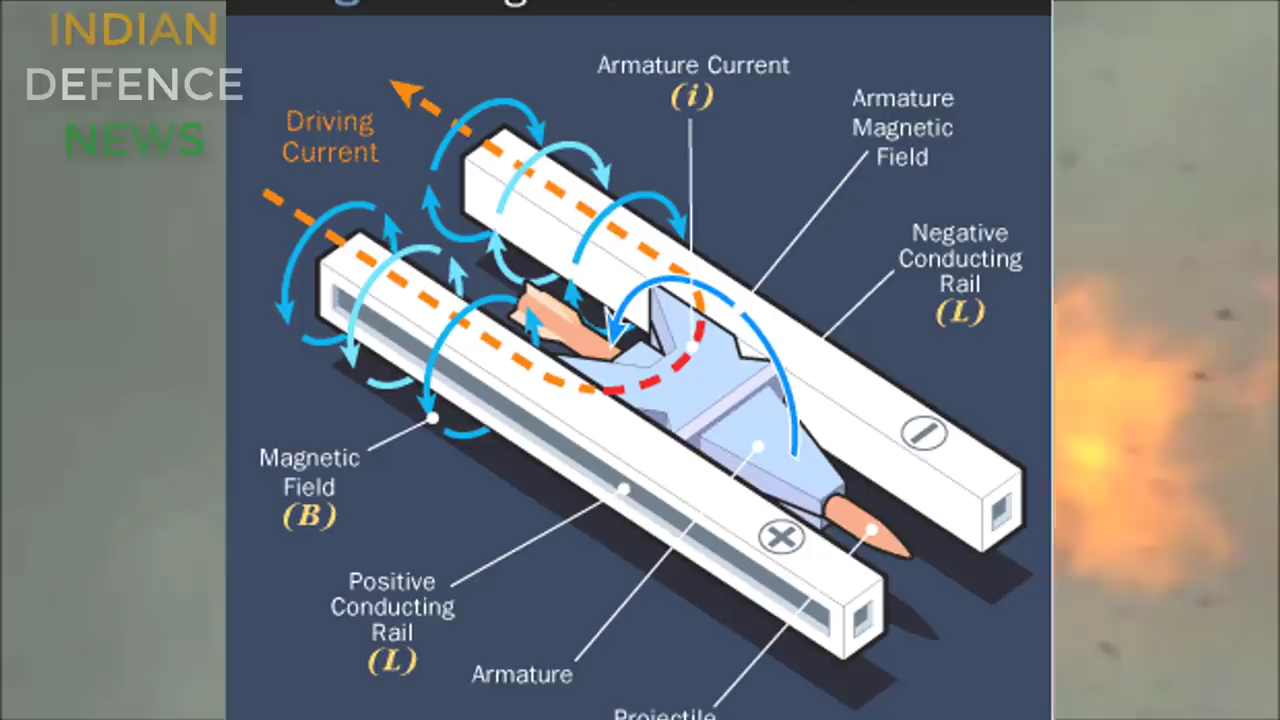 INDIAN
DEFENCE
NEWS
Armature Current
(i)
Driving
Current
Armature
Magnetic
Field
Negative
Conducting
Rail
(L)
Magnetic
Field
(B)
Positive
Conducting
Rail
(L)
Armature
Projectile